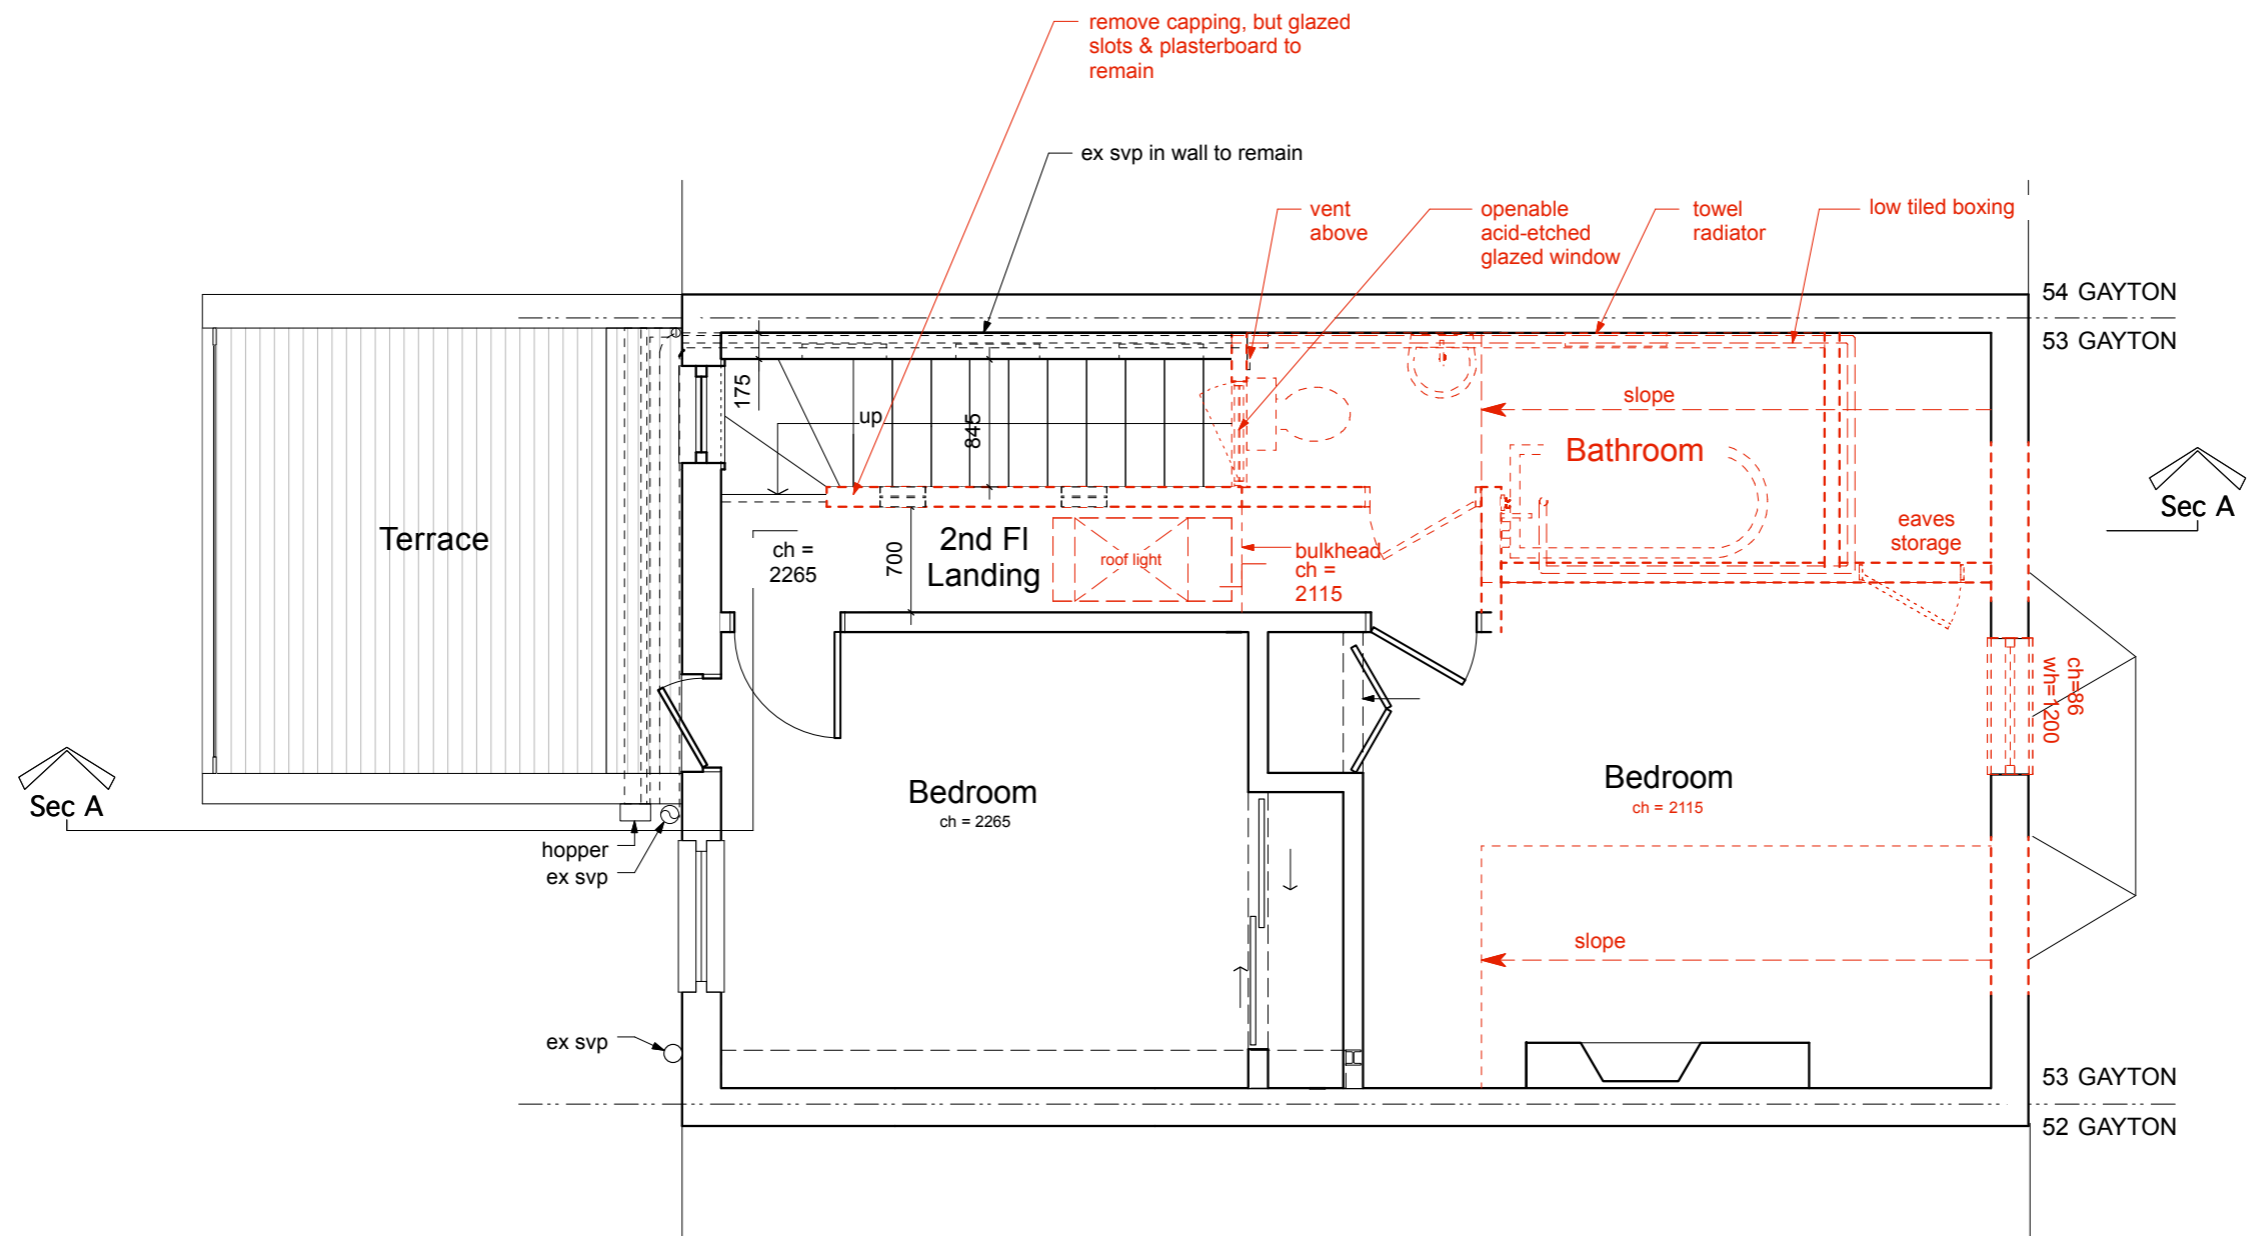 remove capping, but glazed
slots & plasterboard to
remain
ex svp in wall to remain
vent
above
openable
acid-etched
glazed window
towel
radiator
low tiled boxing
54 GAYTON
53 GAYTON
175
up
845
slope
Bathroom
Sec A
Terrace
ch =
2265
700
2nd Fl
Landing
roof light
bulkhead
ch =
2115
eaves
storage
ch=86
wh=1200
Sec A
Bedroom
ch = 2265
Bedroom
ch = 2115
hopper
ex svp
slope
ex svp
53 GAYTON
52 GAYTON